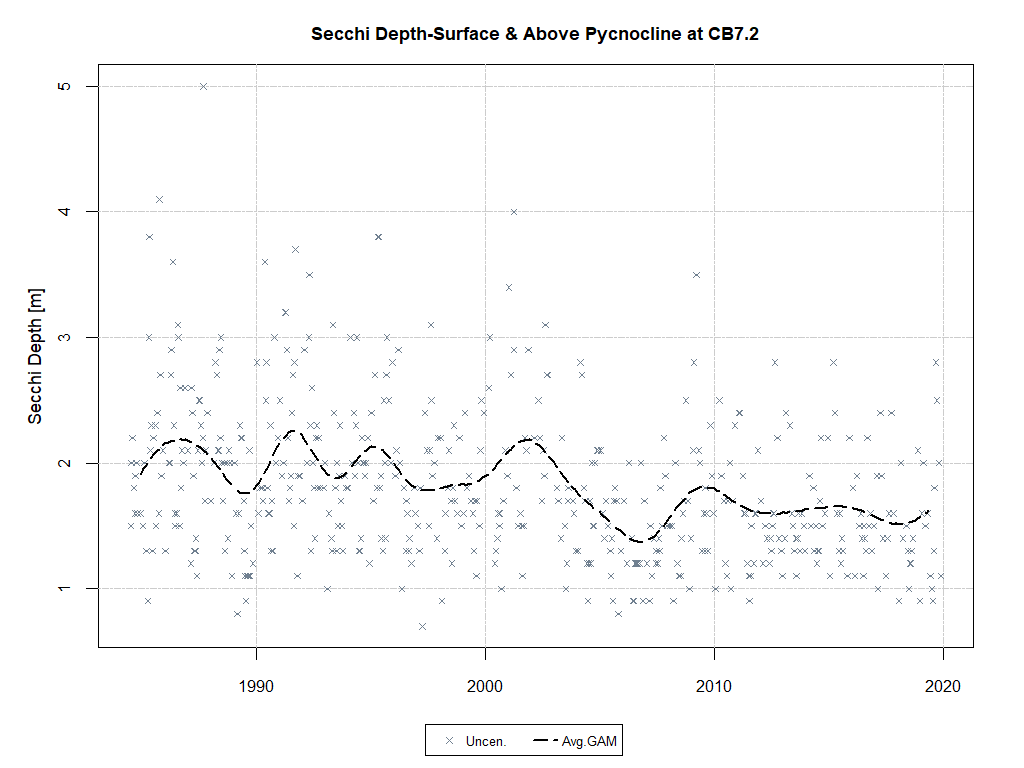 Secchi Depth-Surface & Above Pycnocline at CB7.2
Secchi Depth [m]
5
4
3
2
1
1990 2000 2010 2020
Uncen. Avg.GAM